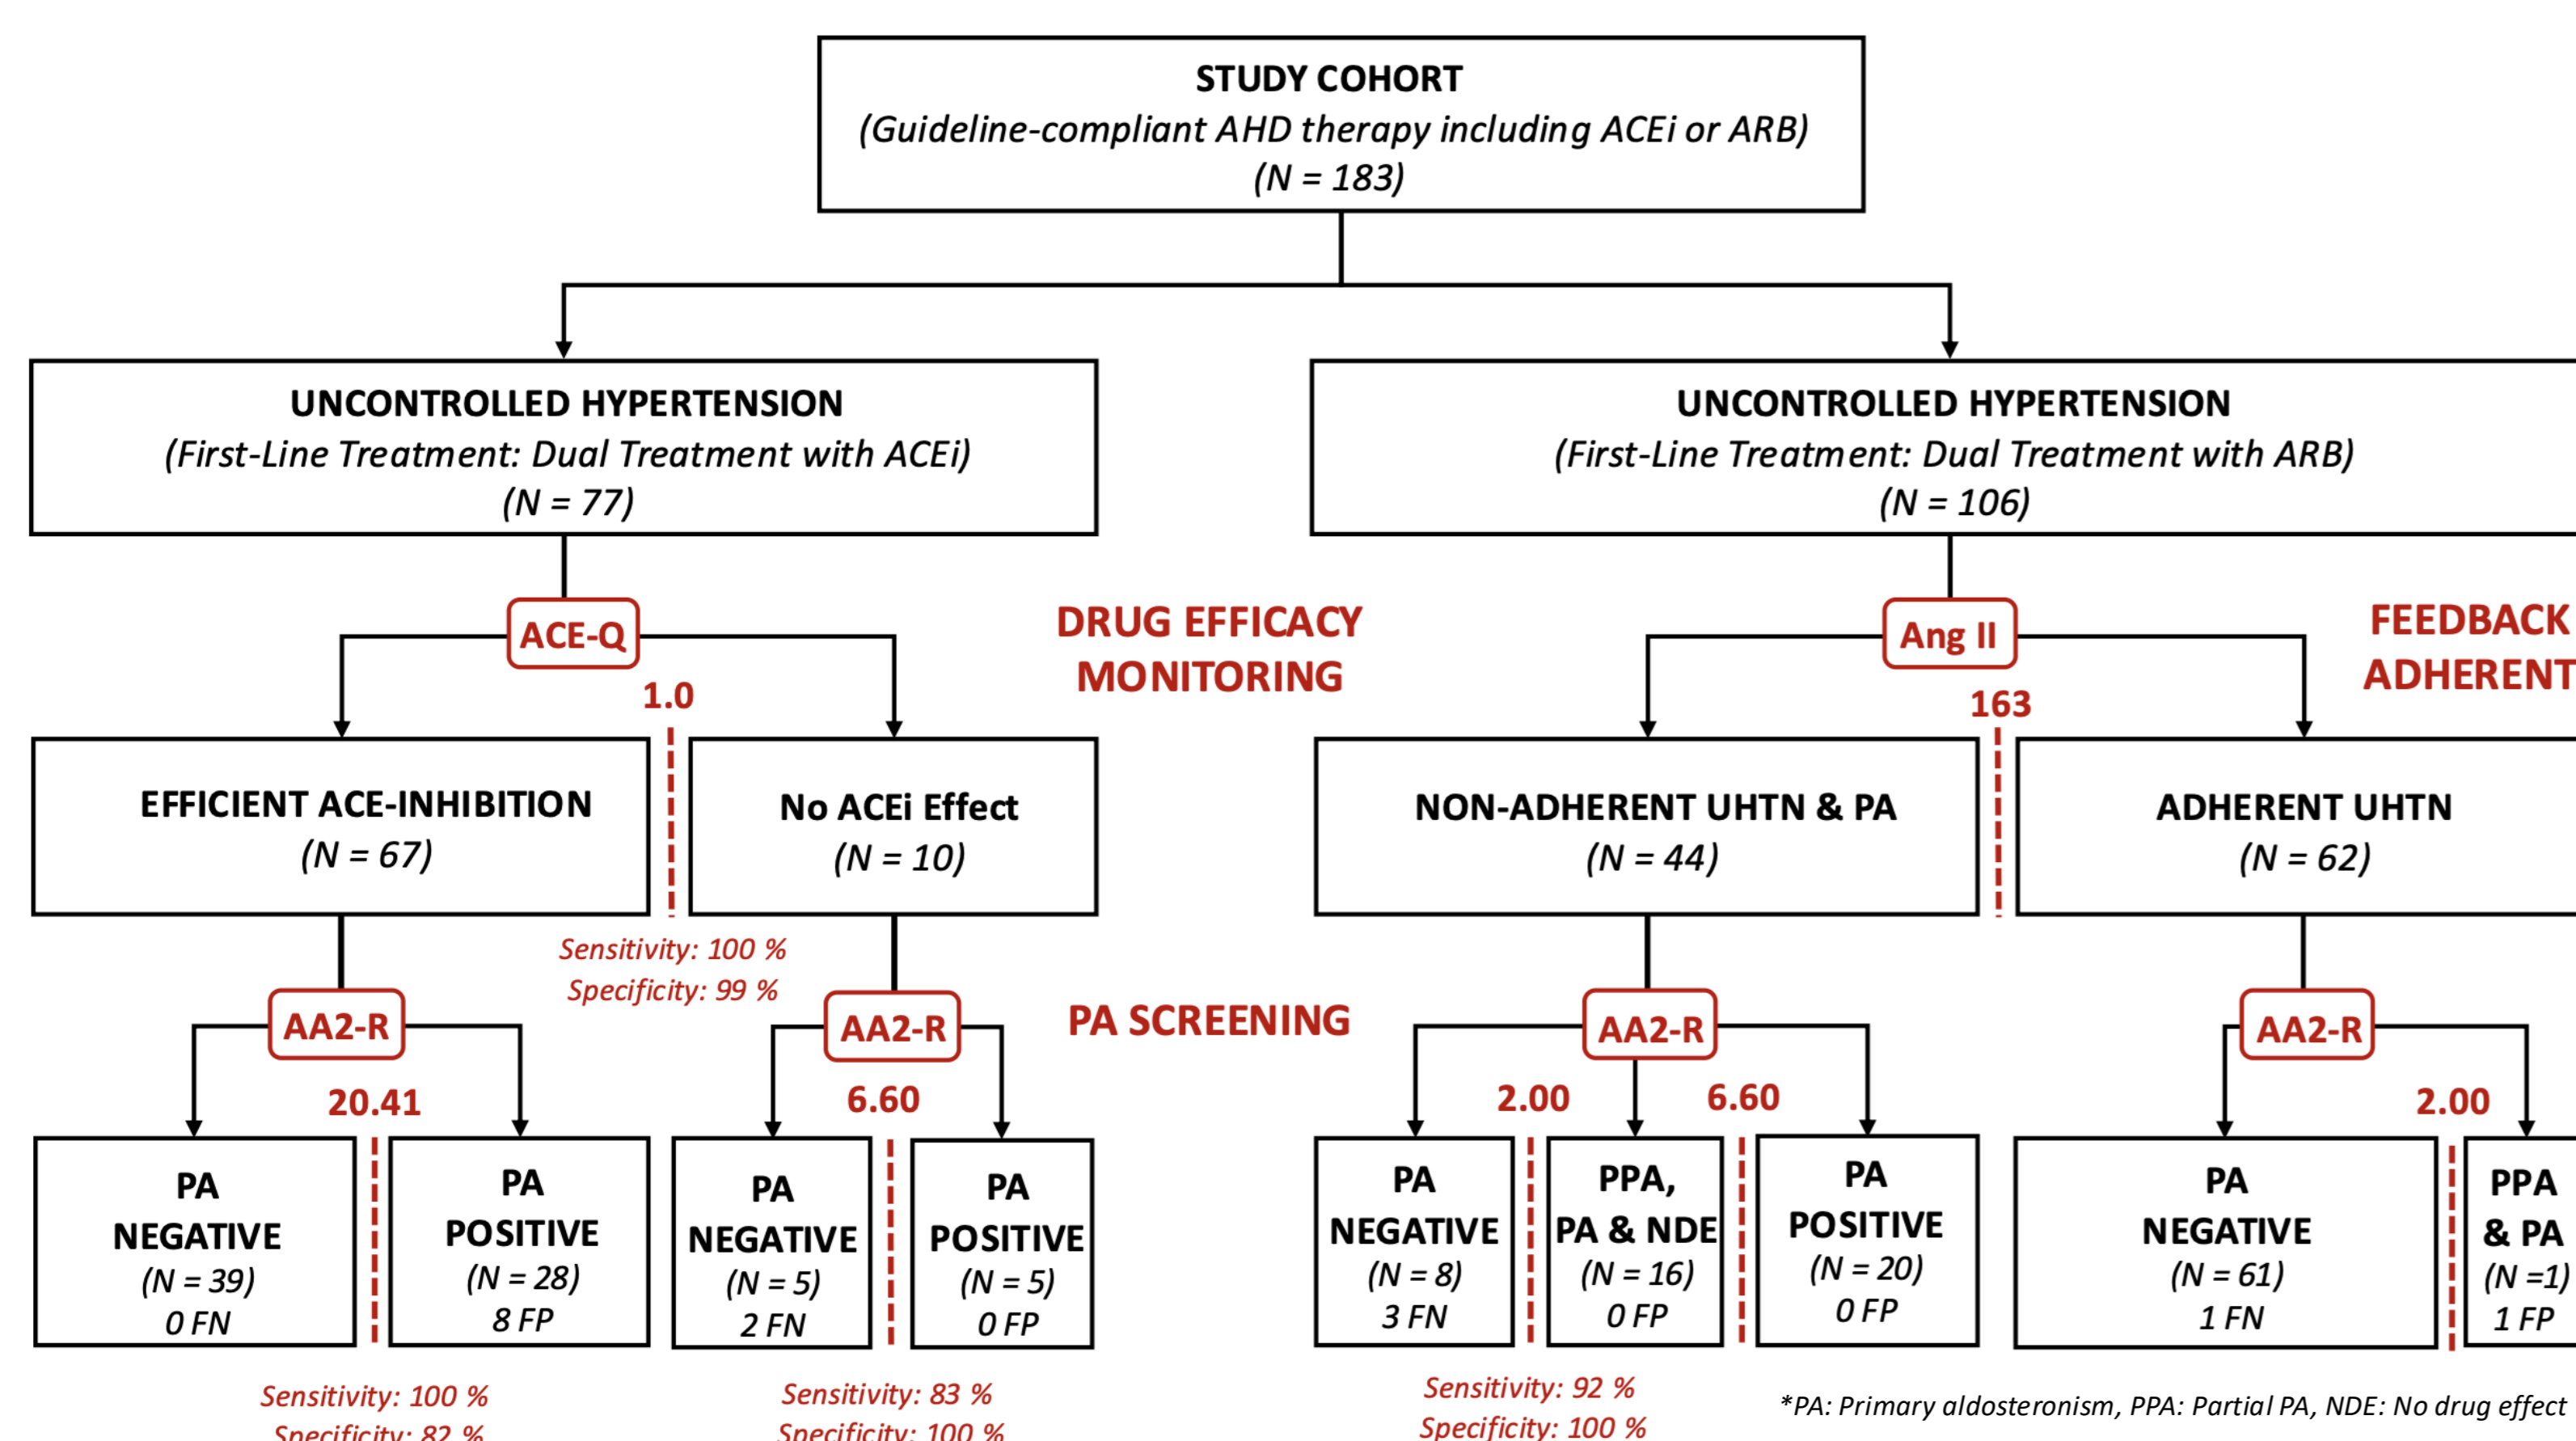 STUDY COHORT
(Guideline-compliant AHD therapy including ACEi or ARB)
(N = 183)
UNCONTROLLED HYPERTENSION
(First-Line Treatment: Dual Treatment with ACEi)
(N = 77)
UNCONTROLLED HYPERTENSION
(First-Line Treatment: Dual Treatment with ARB)
(N = 106)
ACE-Q
1.0
DRUG EFFICACY
MONITORING
Ang II
163
FEEDBACK
ADHERENT
EFFICIENT ACE-INHIBITION
(N = 67)
No ACEi Effect
(N = 10)
NON-ADHERENT UHTN & PA
(N = 44)
ADHERENT UHTN
(N = 62)
Sensitivity: 100 %
Specificity: 99 %
AA2-R
20.41
AA2-R
6.60
PA SCREENING
AA2-R
2.00
6.60
AA2-R
2.00
PA
NEGATIVE
(N = 39)
0 FN
PA
POSITIVE
(N = 28)
8 FP
PA
NEGATIVE
(N = 5)
2 FN
PA
POSITIVE
(N = 5)
0 FP
PA
NEGATIVE
(N = 8)
3 FN
PPA,
PA & NDE
(N = 16)
0 FP
PA
POSITIVE
(N = 20)
0 FP
PA
NEGATIVE
(N = 61)
1 FN
PPA
& PA
(N =1)
1 FP
Sensitivity: 100 %
Specificity: 82 %
Sensitivity: 83 %
Specificity: 100 %
Sensitivity: 92 %
Specificity: 100 %
*PA: Primary aldosteronism, PPA: Partial PA, NDE: No drug effect